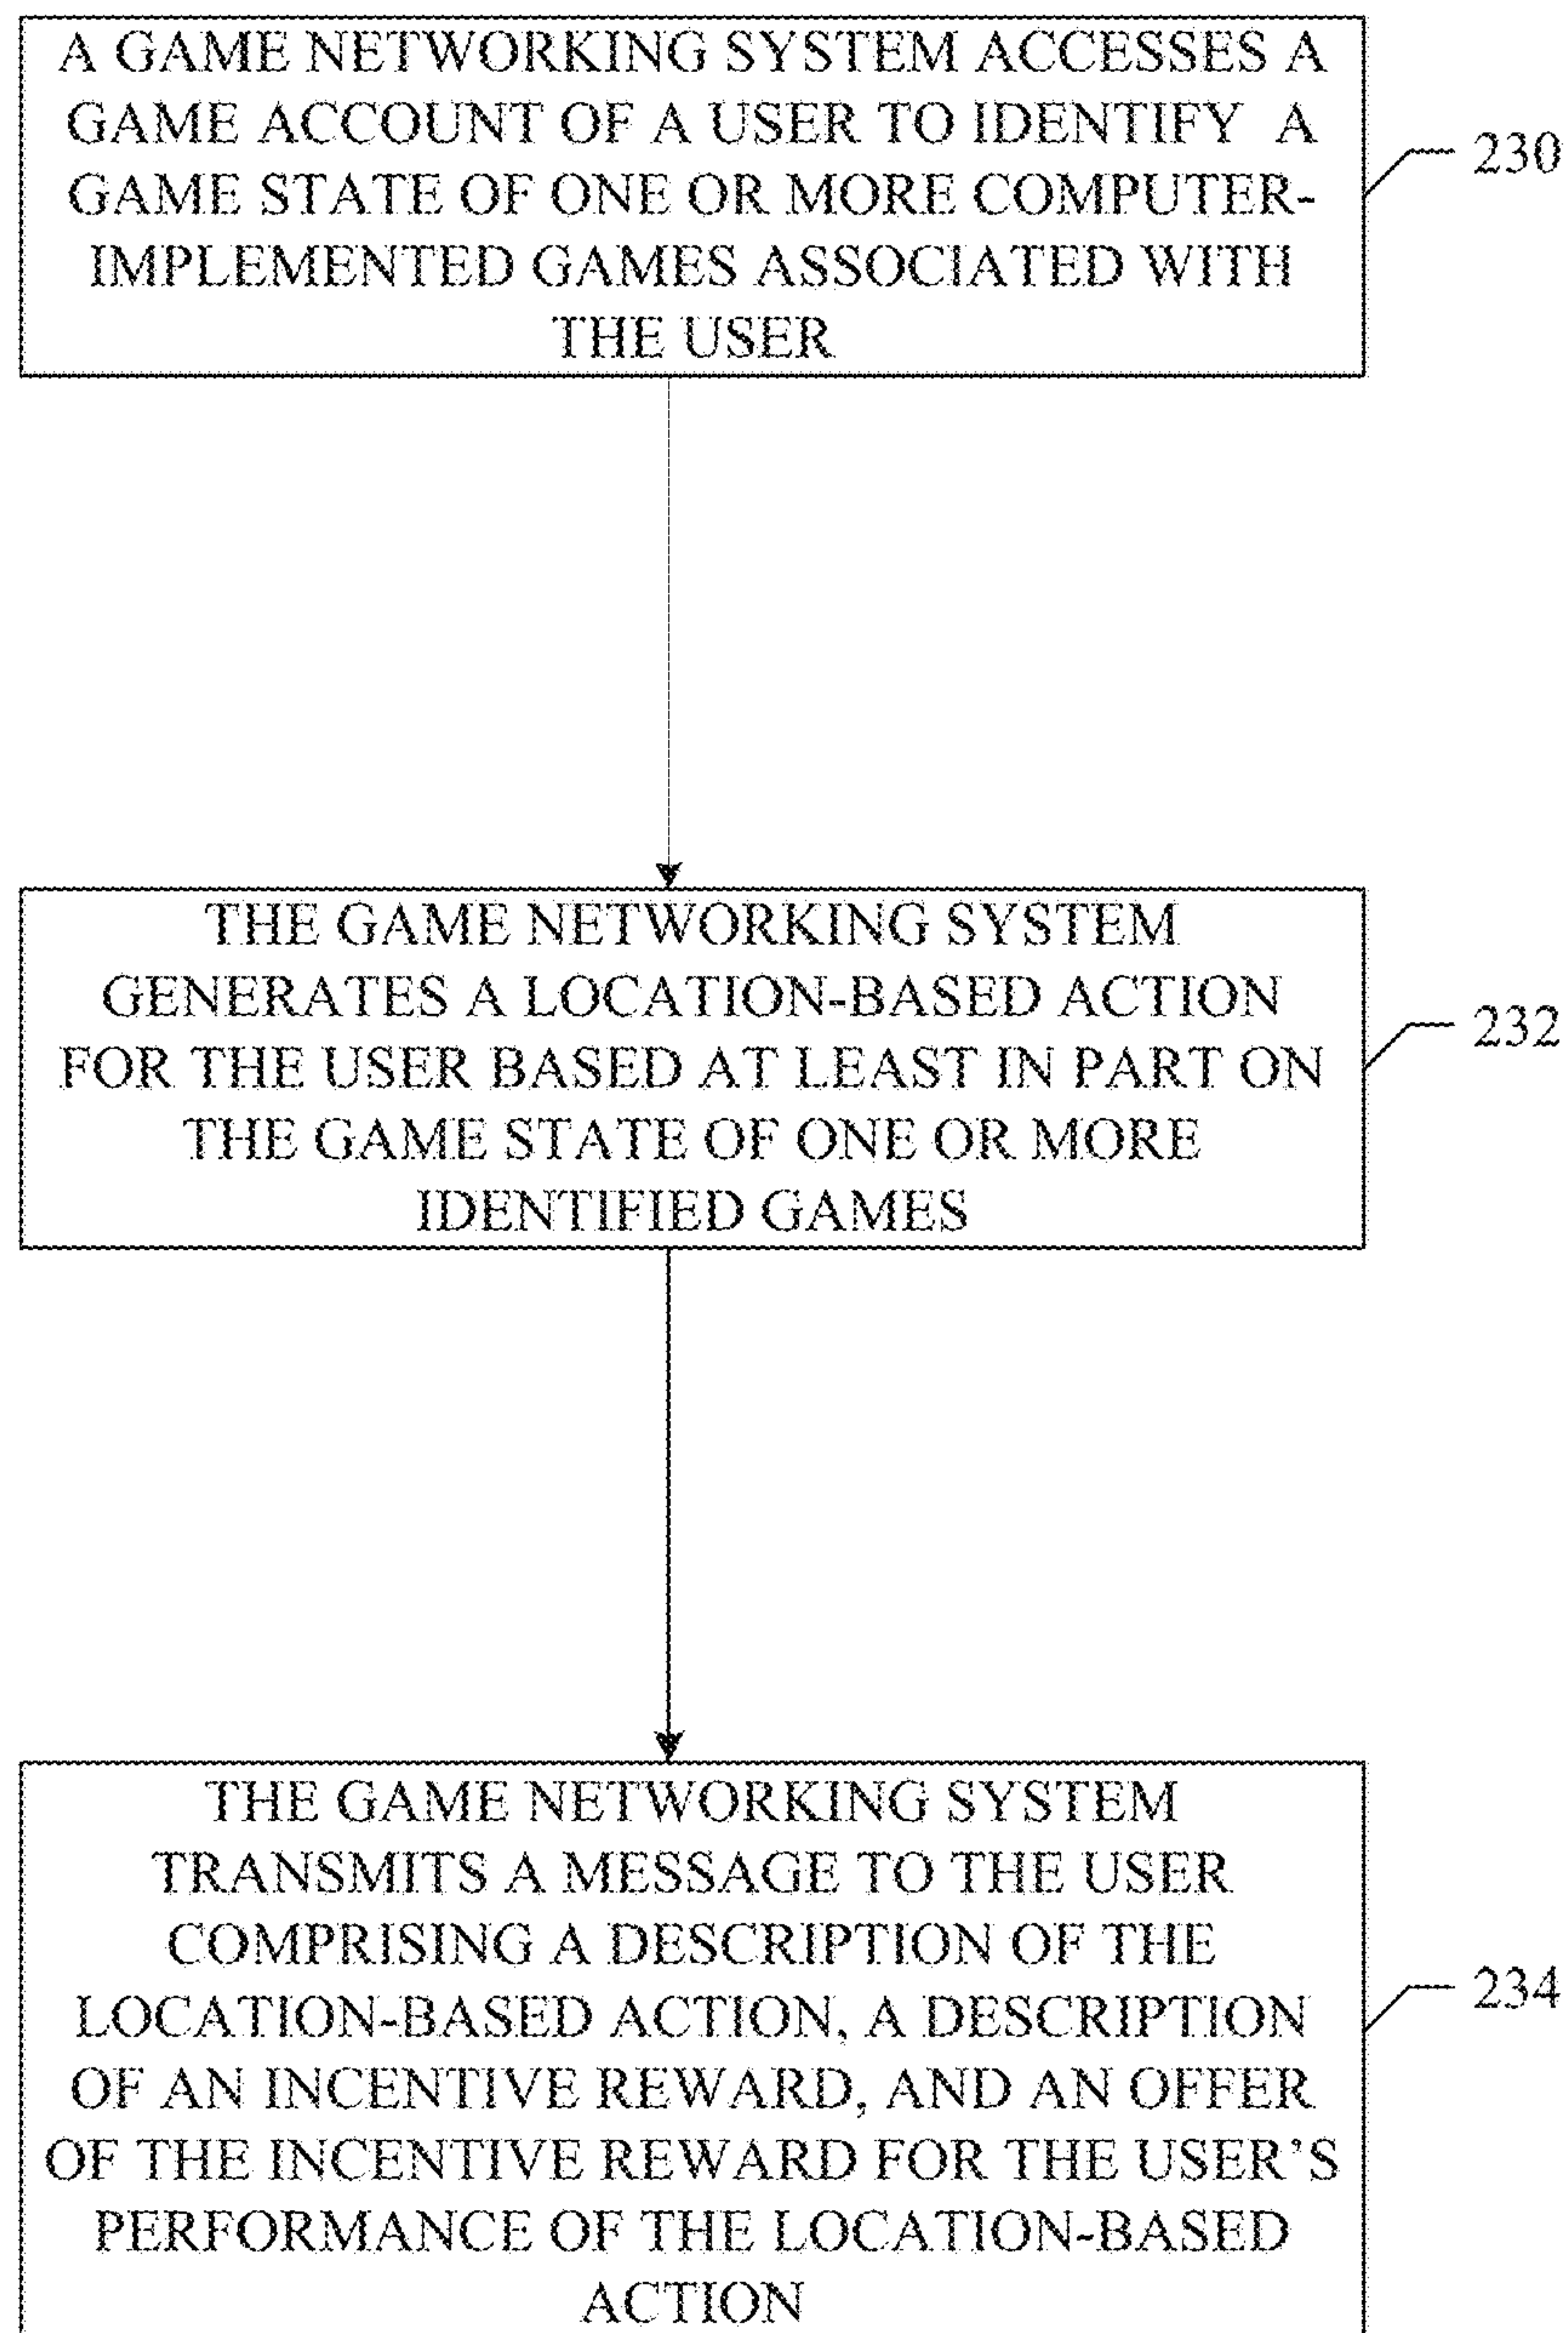 A GAME NETWORKING SYSTEM ACCESSES A
GAME ACCOUNT OF A USER TO IDENTIFY A
GAME STATE OF ONE OR MORE COMPUTER-
IMPLEMENTED GAMES ASSOCIATED WITH
THE USER
230
THE GAME NETWORKING SYSTEM
GENERATES A LOCATION-BASED ACTION
FOR THE USER BASED AT LEAST IN PART ON
THE GAME STATE OF ONE OR MORE
IDENTIFIED GAMES
232
THE GAME NETWORKING SYSTEM
TRANSMITS A MESSAGE TO THE USER
COMPRISING A DESCRIPTION OF THE
LOCATION-BASED ACTION, A DESCRIPTION
OF AN INCENTIVE REWARD, AND AN OFFER
OF THE INCENTIVE REWARD FOR THE USER’S
PERFORMANCE OF THE LOCATION-BASED
ACTION
234